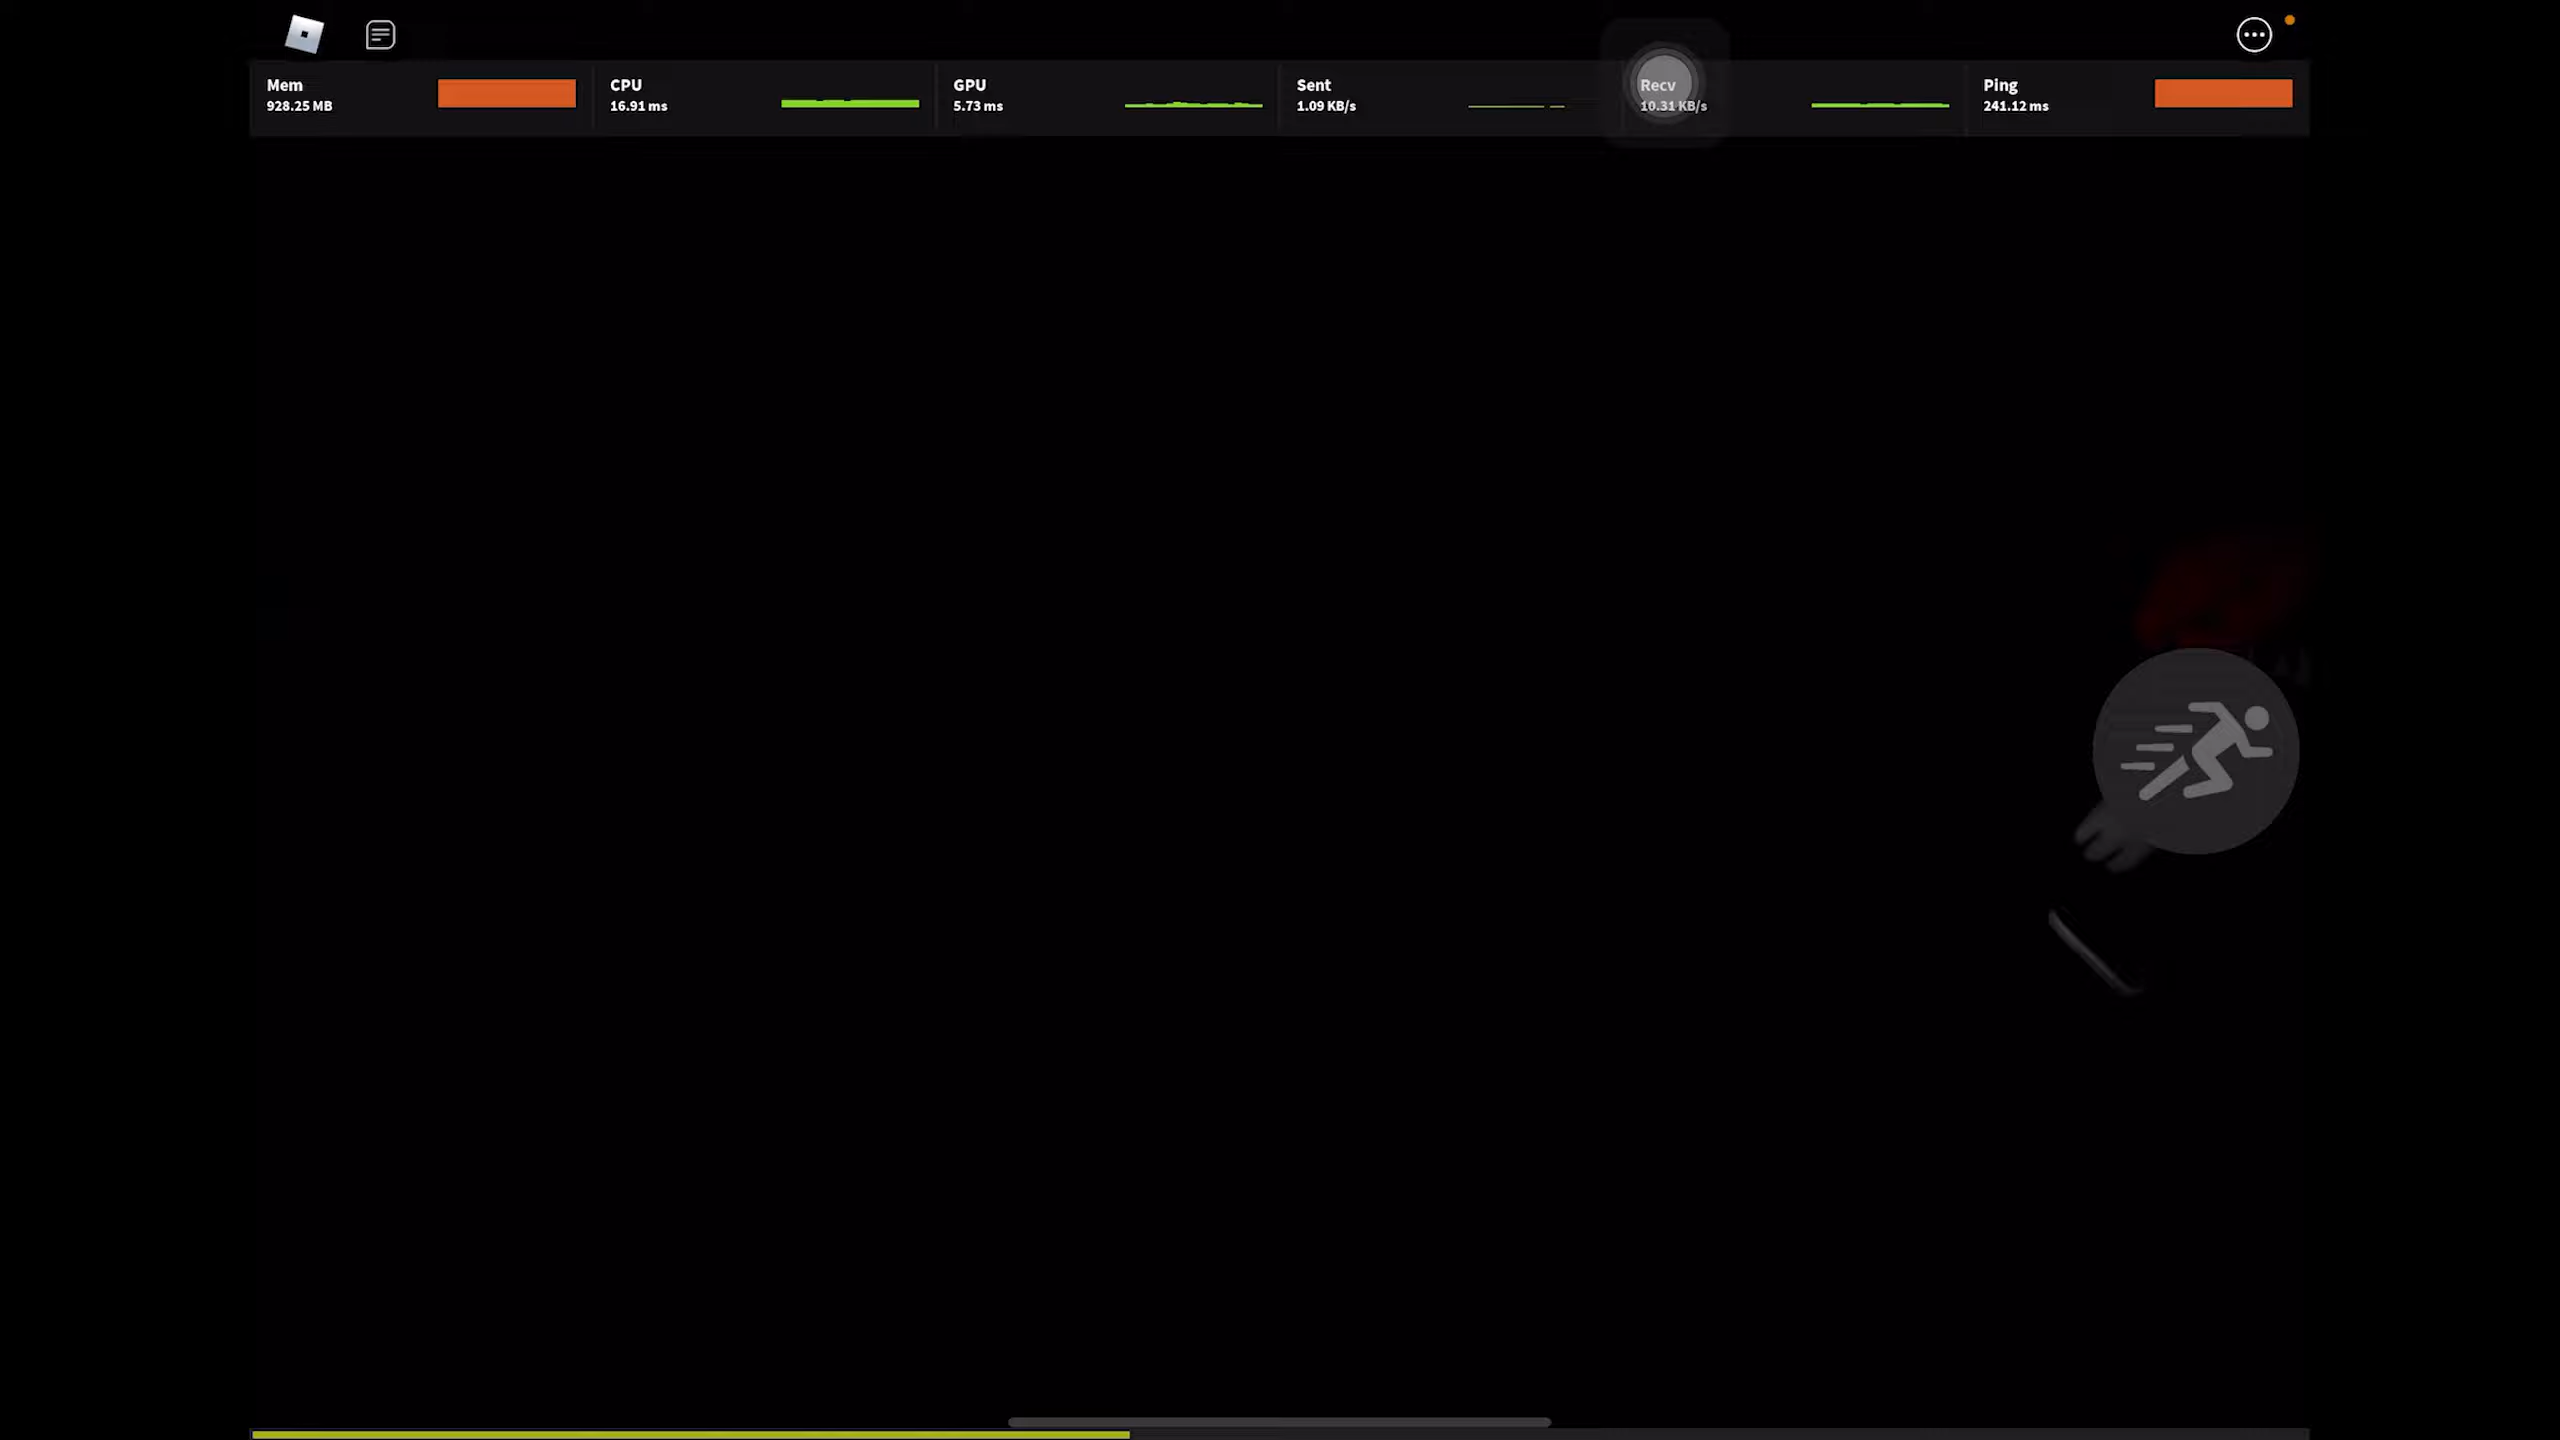 Mem
928.25 MB
CPU
16.91 ms
GPU
5.73 ms
Sent
1.09 KB/s
Recv
10.31 KB/s
Ping
241.12 ms